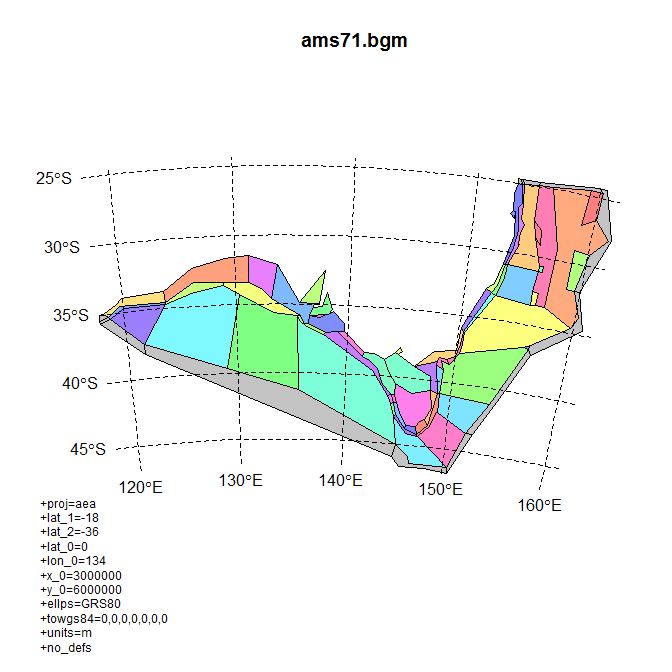 ams71.bgm
25°S
30°S
35°S
40°S
45°S
120°E
130°E
140°E
150°E
160°E
+proj=aea
+lat_1=-18
+lat_2=-36
+lat_0=0
+lon_0=134
+x_0=3000000
+y_0=6000000
+ellps=GRS80
+towgs84=0,0,0,0,0,0,0
+units=m
+no_defs